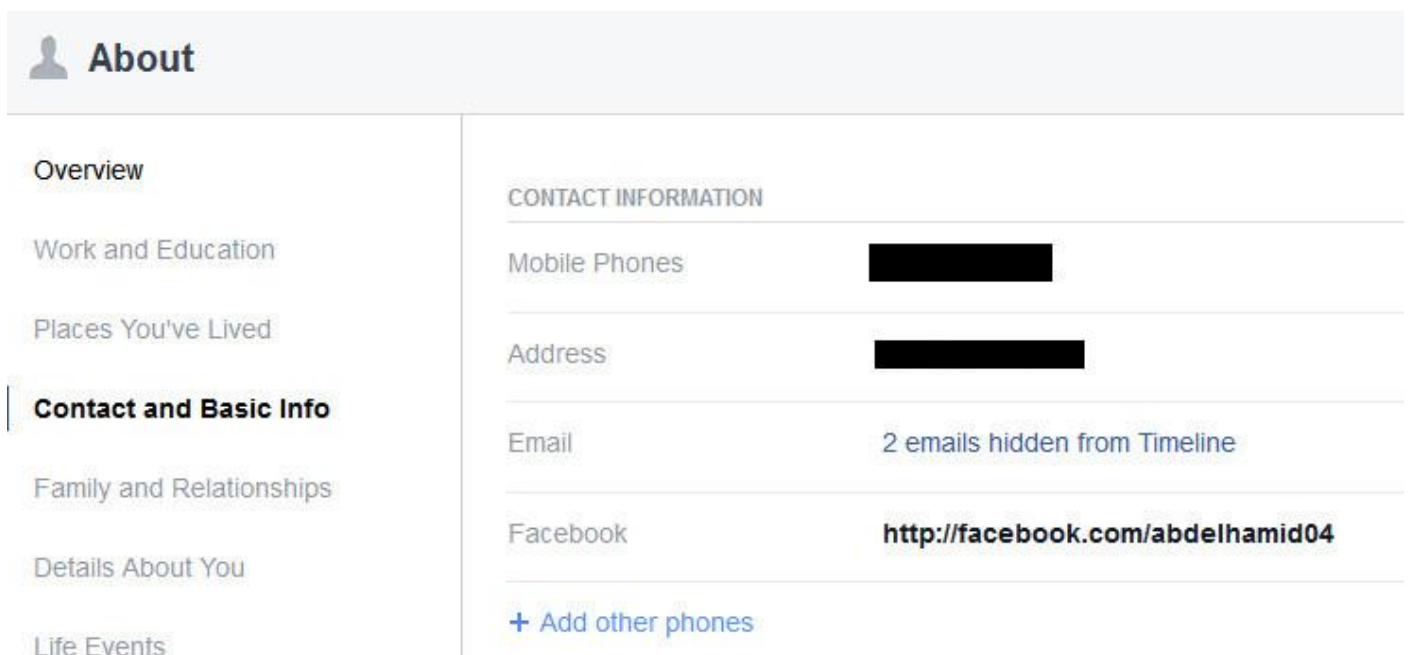 About
Overview
Work and Education
Places You've Lived
Contact and Basic Info
Family and Relationships
Details About You
Life Events
CONTACT INFORMATION
Mobile Phones
Address
Email 2 emails hidden from Timeline
Facebook http://facebook.com/abdelhamid04
+ Add other phones